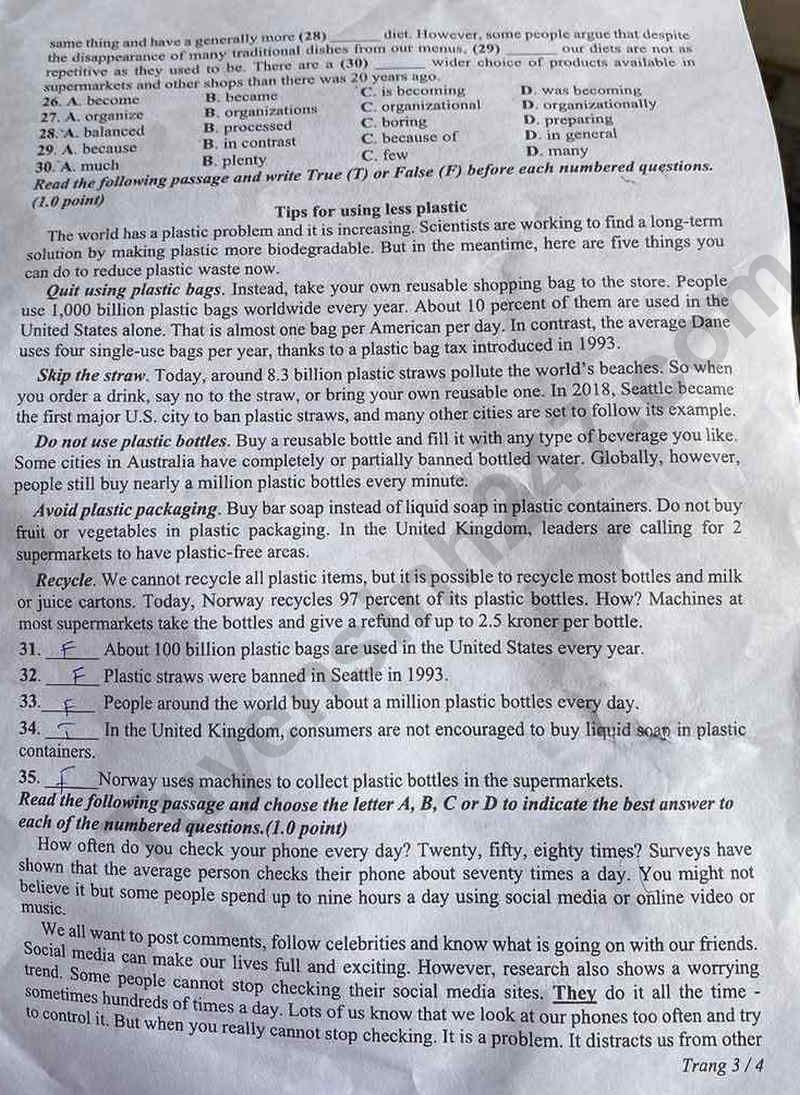 same thing and have a generally more (28) ______ diet. However, some people argue that despite
the disappearance of many traditional dishes from our menus, (29) ______ our diets are not as
repetitive as they used to be. There are a (30) ______ wider choice of products available in
supermarkets and other shops than there was 20 years ago.
26. A. become B. became C. is becoming D. was becoming
27. A. organize B. organizations C. organizational D. organizationally
28. A. balanced B. processed C. boring D. preparing
29. A. because B. in contrast C. because of D. in general
30. A. much B. plenty C. few D. many
Read the following passage and write True (T) or False (F) before each numbered questions.
(1.0 point)
Tips for using less plastic
The world has a plastic problem and it is increasing. Scientists are working to find a long-term
solution by making plastic more biodegradable. But in the meantime, here are five things you
can do to reduce plastic waste now.
Quit using plastic bags. Instead, take your own reusable shopping bag to the store. People
use 1,000 billion plastic bags worldwide every year. About 10 percent of them are used in the
United States alone. That is almost one bag per American per day. In contrast, the average Dane
uses four single-use bags per year, thanks to a plastic bag tax introduced in 1993.
Skip the straw. Today, around 8.3 billion plastic straws pollute the world's beaches. So when
you order a drink, say no to the straw, or bring your own reusable one. In 2018, Seattle became
the first major U.S. city to ban plastic straws, and many other cities are set to follow its example.
Do not use plastic bottles. Buy a reusable bottle and fill it with any type of beverage you like.
Some cities in Australia have completely or partially banned bottled water. Globally, however,
people still buy nearly a million plastic bottles every minute.
Avoid plastic packaging. Buy bar soap instead of liquid soap in plastic containers. Do not buy
fruit or vegetables in plastic packaging. In the United Kingdom, leaders are calling for 2
supermarkets to have plastic-free areas.
Recycle. We cannot recycle all plastic items, but it is possible to recycle most bottles and milk
or juice cartons. Today, Norway recycles 97 percent of its plastic bottles. How? Machines at
most supermarkets take the bottles and give a refund of up to 2.5 kroner per bottle.
31. F About 100 billion plastic bags are used in the United States every year.
32. F Plastic straws were banned in Seattle in 1993.
33. F People around the world buy about a million plastic bottles every day.
34. T In the United Kingdom, consumers are not encouraged to buy liquid soap in plastic
containers.
35. Norway uses machines to collect plastic bottles in the supermarkets.
Read the following passage and choose the letter A, B, C or D to indicate the best answer to
each of the numbered questions.(1.0 point)
How often do you check your phone every day? Twenty, fifty, eighty times? Surveys have
shown that the average person checks their phone about seventy times a day. You might not
believe it but some people spend up to nine hours a day using social media or online video or
music.
We all want to post comments, follow celebrities and know what is going on with our friends.
Social media can make our lives full and exciting. However, research also shows a worrying
trend. Some people cannot stop checking their social media sites. They do it all the time -
sometimes hundreds of times a day. Lots of us know that we look at our phones too often and try
to control it. But when you really cannot stop checking. It is a problem. It distracts us from other
Trang 3 / 4